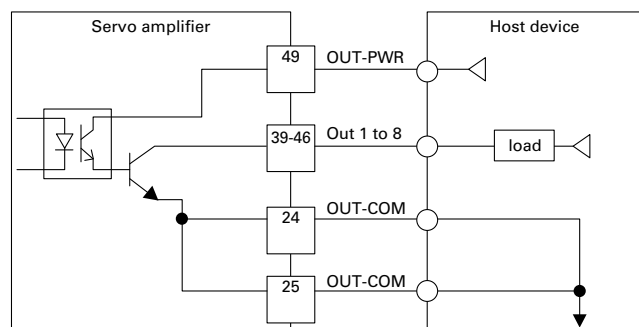 Servo amplifier
Host device
49
OUT-PWR
39-46
Out 1 to 8
load
24
OUT-COM
25
OUT-COM